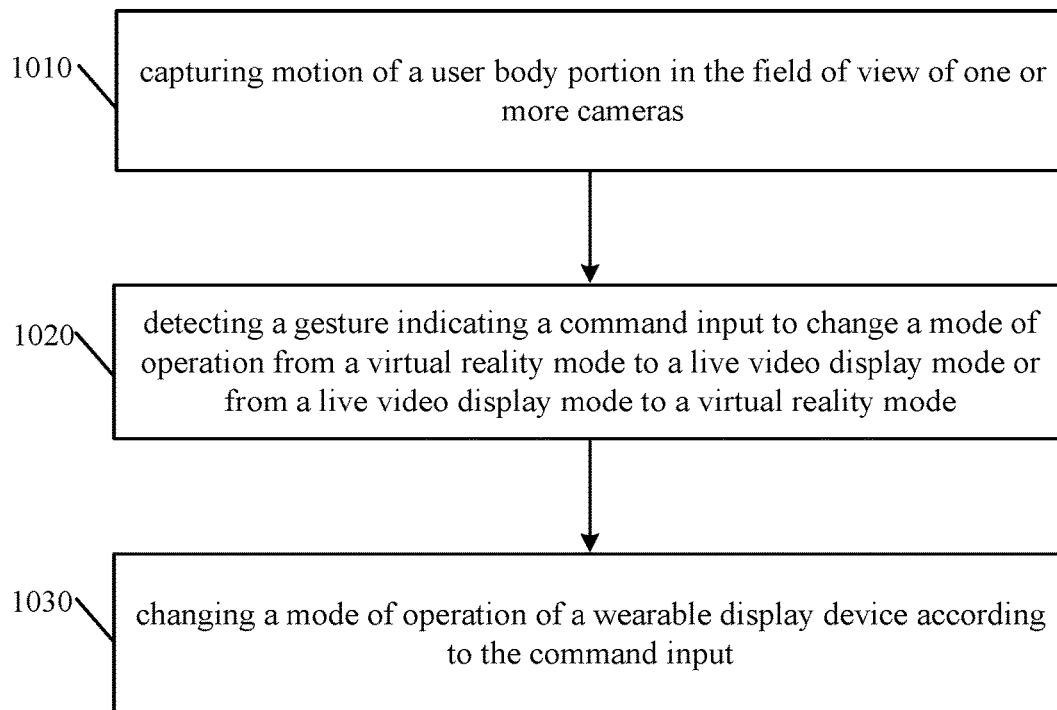 1010
capturing motion of a user body portion in the field of view of one or
more cameras
1020
detecting a gesture indicating a command input to change a mode of
operation from a virtual reality mode to a live video display mode or
from a live video display mode to a virtual reality mode
1030
changing a mode of operation of a wearable display device according
to the command input